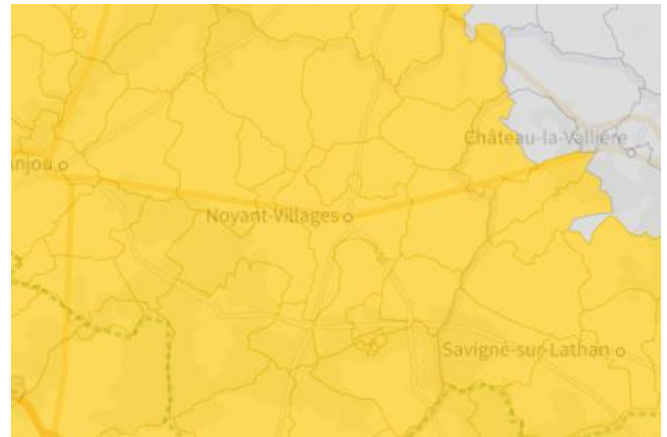 Château-la-Vallière
anjou
Noyant-Villages
Savigné-sur-Lathan